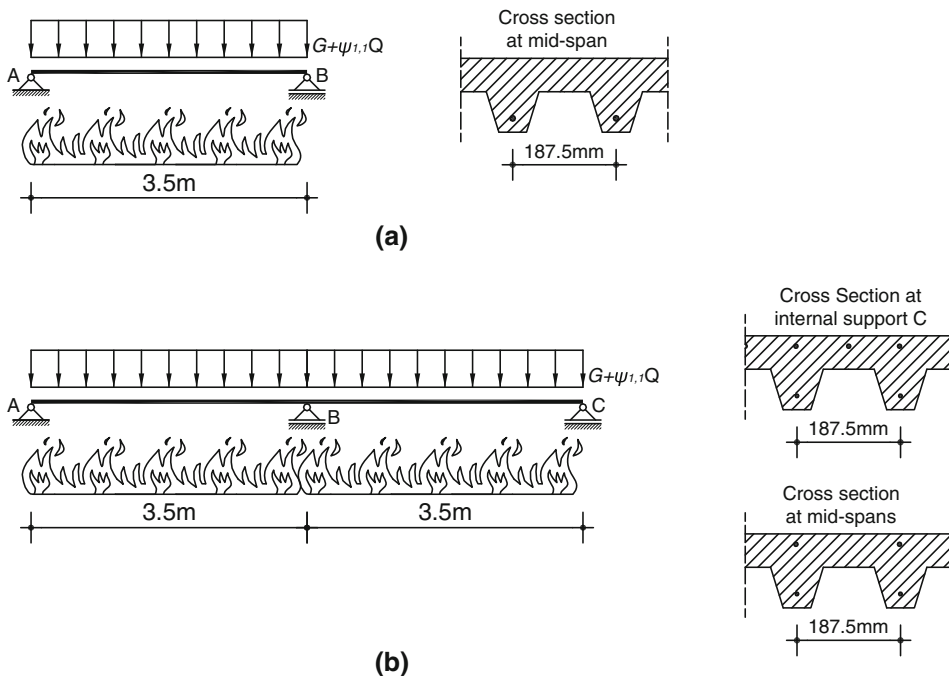 Cross section
at mid-span
G+ψ1,1Q
A
B
187.5mm
3.5m
(a)
Cross Section at
internal support C
G+ψ1,1Q
A
B
C
187.5mm
3.5m
3.5m
Cross section
at mid-spans
187.5mm
(b)